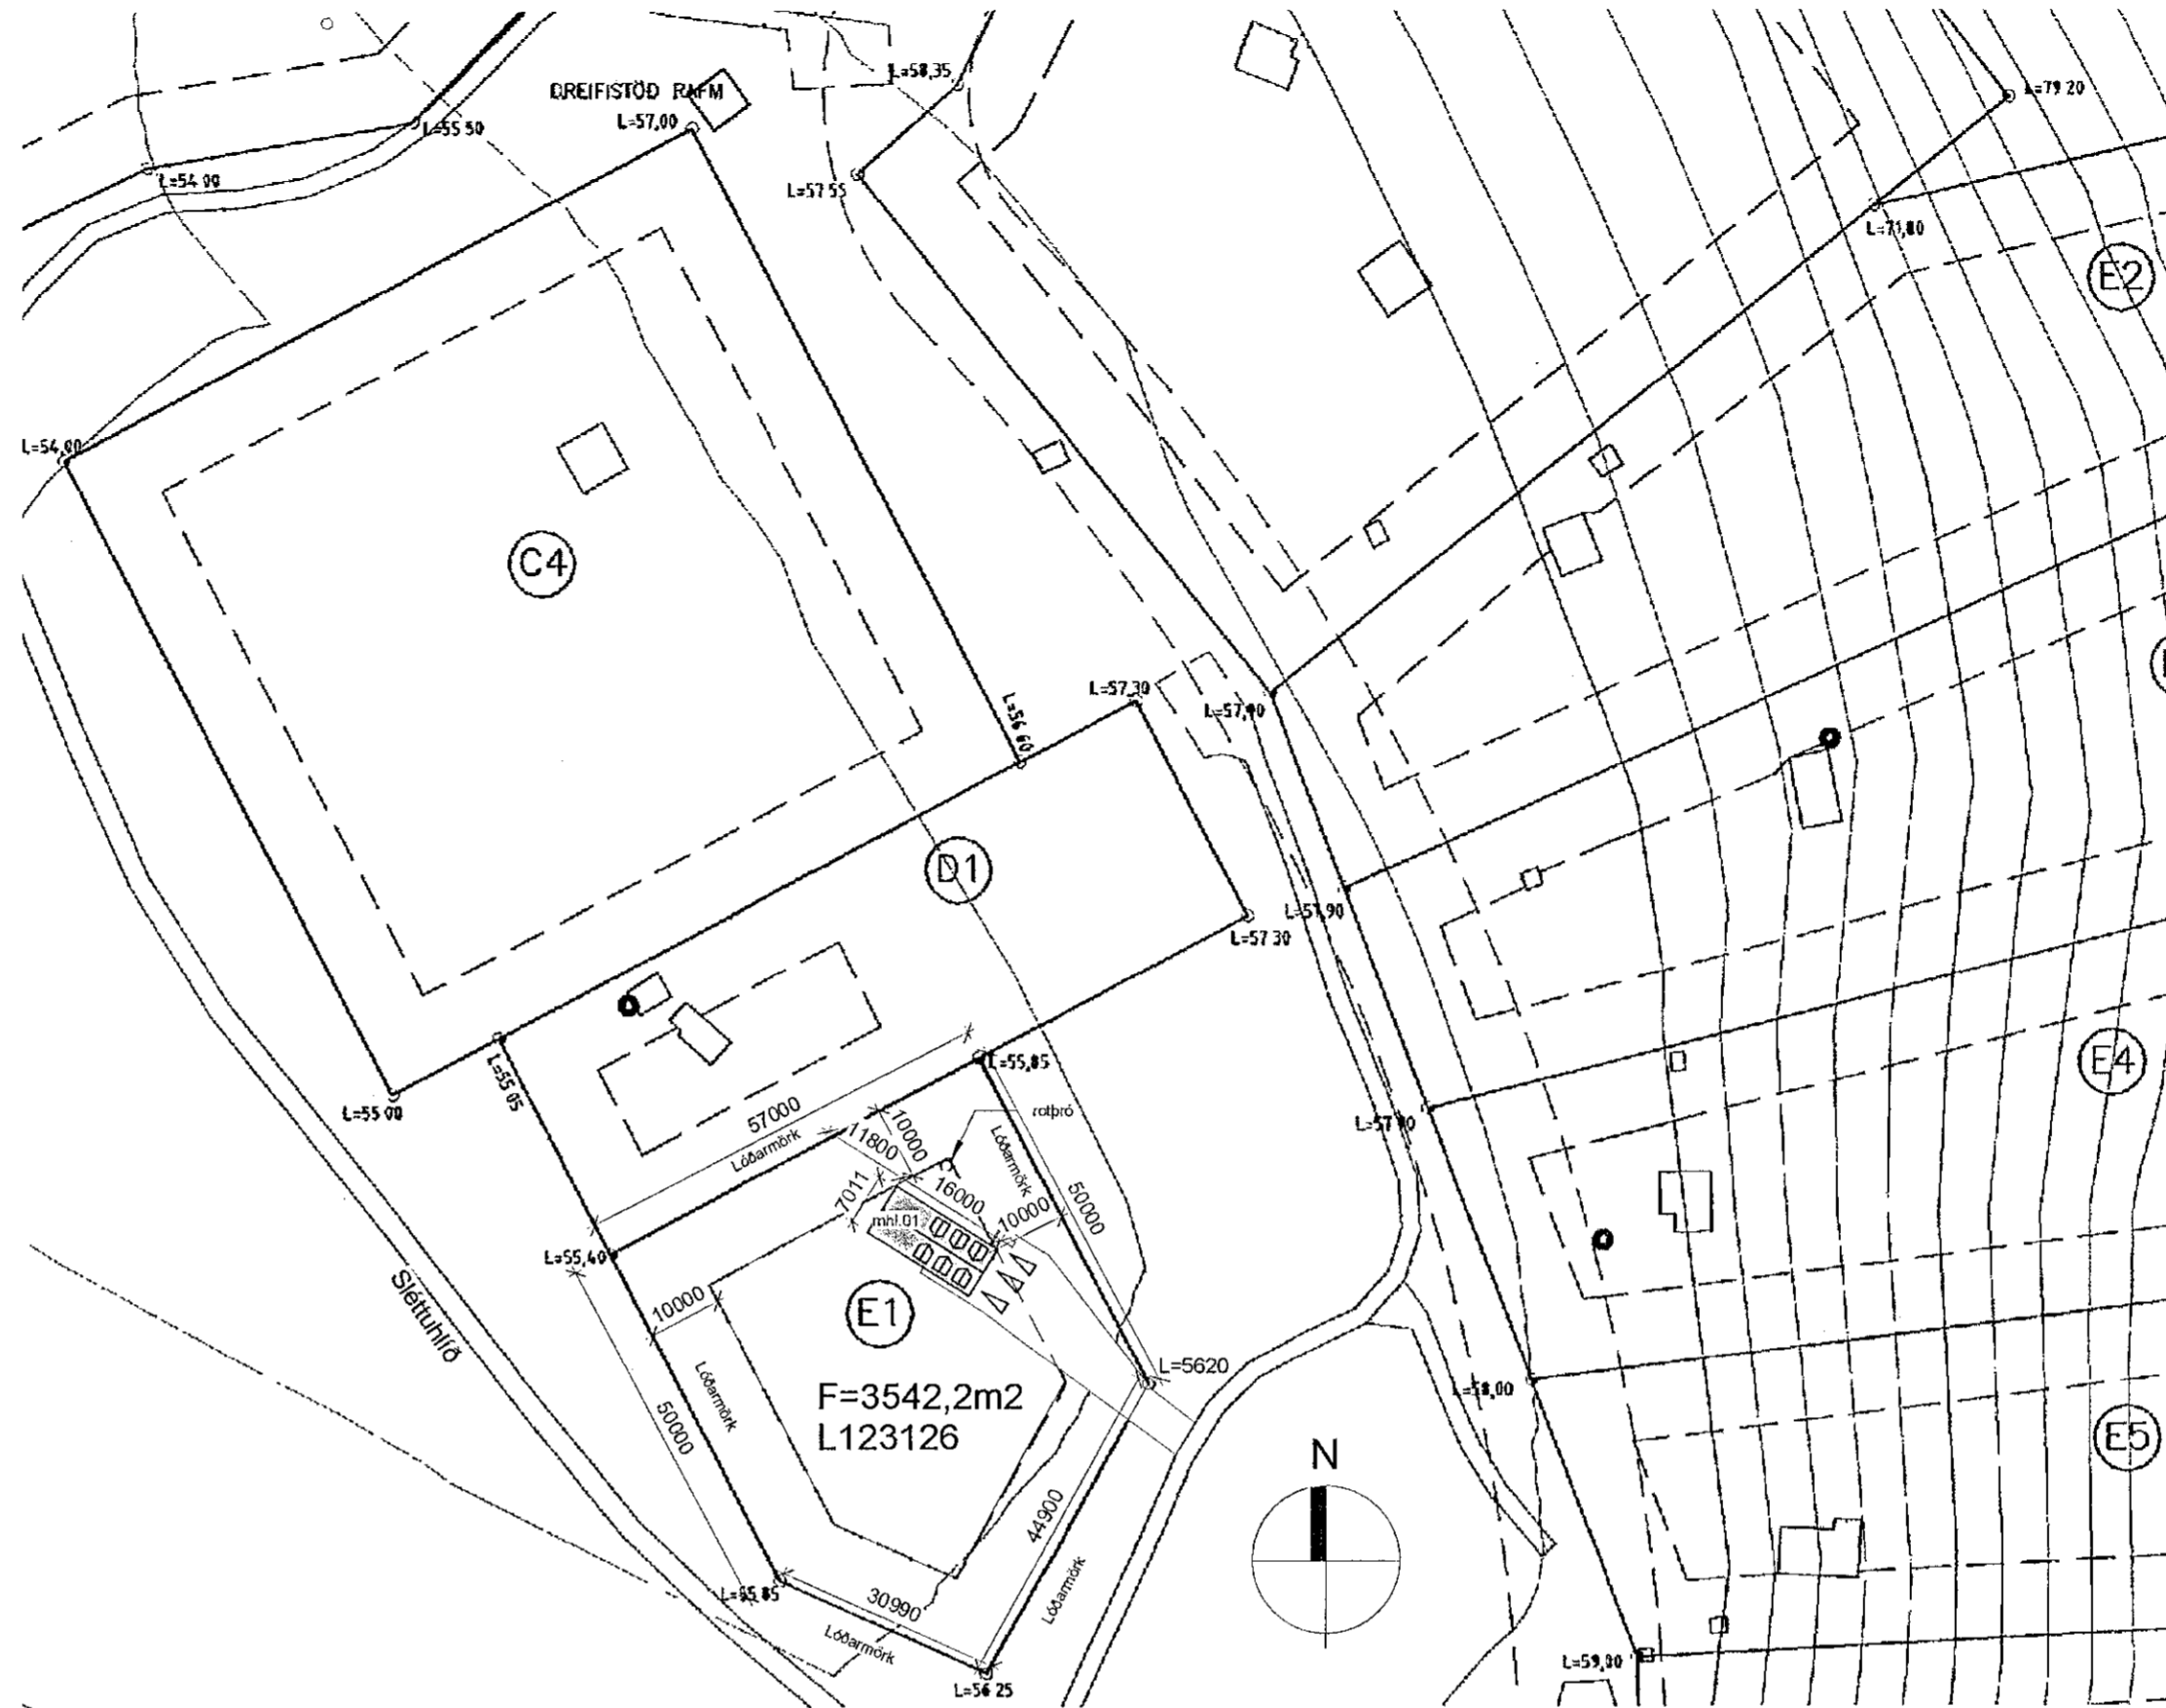 L=58,35
DREIFISTÖÐ RAFM
L=57,00
L=55 50
L=79 20
L=54 00
L=57 55
L=71,80
E2
L=54,00
C4
L=57,30
L=56 60
D1
L=57,90
L=57 30
L=55 05
L=55 00
L=55,85
E4
57000
10000
rotþró
11800
Lóðarmörk
Lóðarmörk
7011
16000
mhl.01
10000
50000
L=55,40
Sléttuhlíð
10000
E1
Lóðarmörk
L=5620
L=58,00
F=3542,2m2
L123126
50000
N
E5
44900
L=55 85
30990
Lóðarmörk
Lóðarmörk
L=56 25
L=59,00